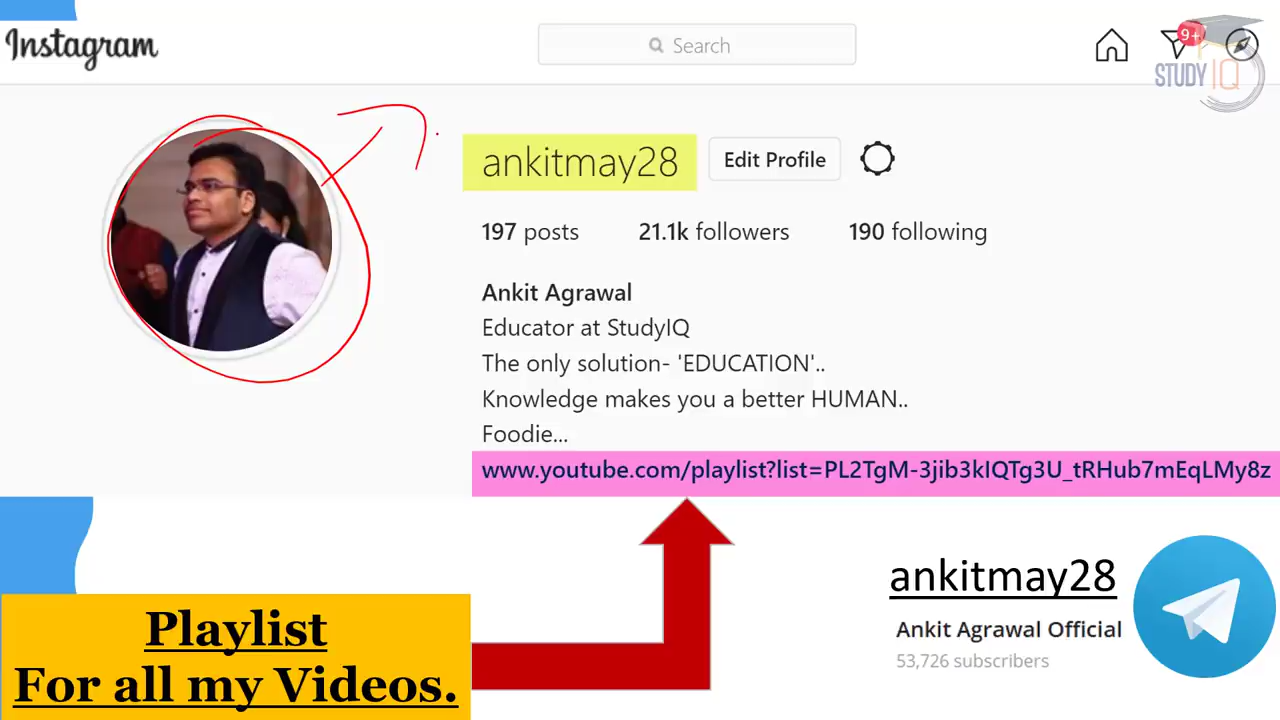 Instagram
Search
9+
STUDY IQ
ankitmay28
Edit Profile
197 posts 21.1k followers 190 following
Ankit Agrawal
Educator at StudyIQ
The only solution- 'EDUCATION'..
Knowledge makes you a better HUMAN..
Foodie...
www.youtube.com/playlist?list=PL2TgM-3jib3kIQTg3U_tRHub7mEqLMy8z
ankitmay28
Ankit Agrawal Official
53,726 subscribers
Playlist
For all my Videos.